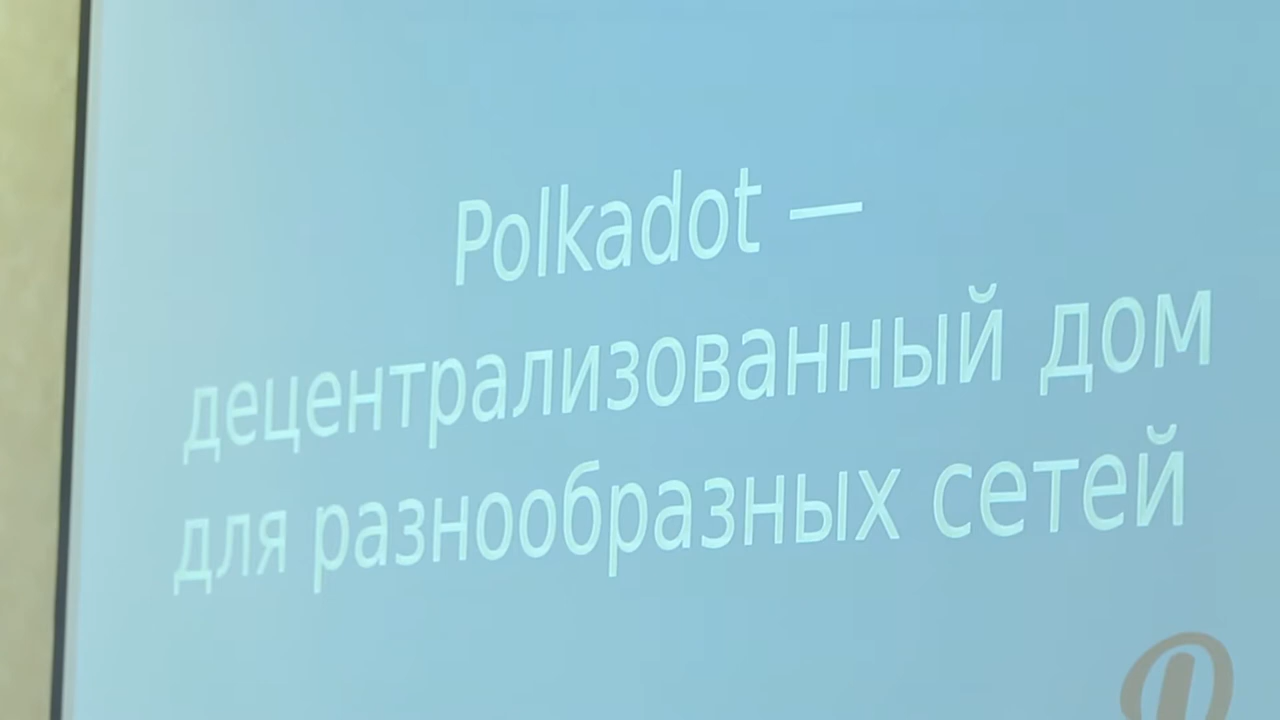 Polkadot —
децентрализованный дом
для разнообразных сетей